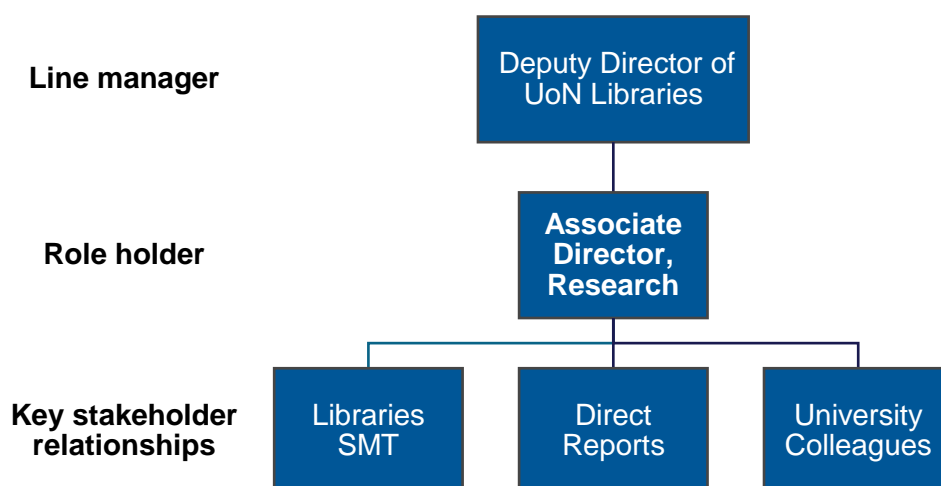 Line manager
Deputy Director of
UoN Libraries
Role holder
Associate
Director,
Research
Key stakeholder
relationships
Libraries
SMT
Direct
Reports
University
Colleagues